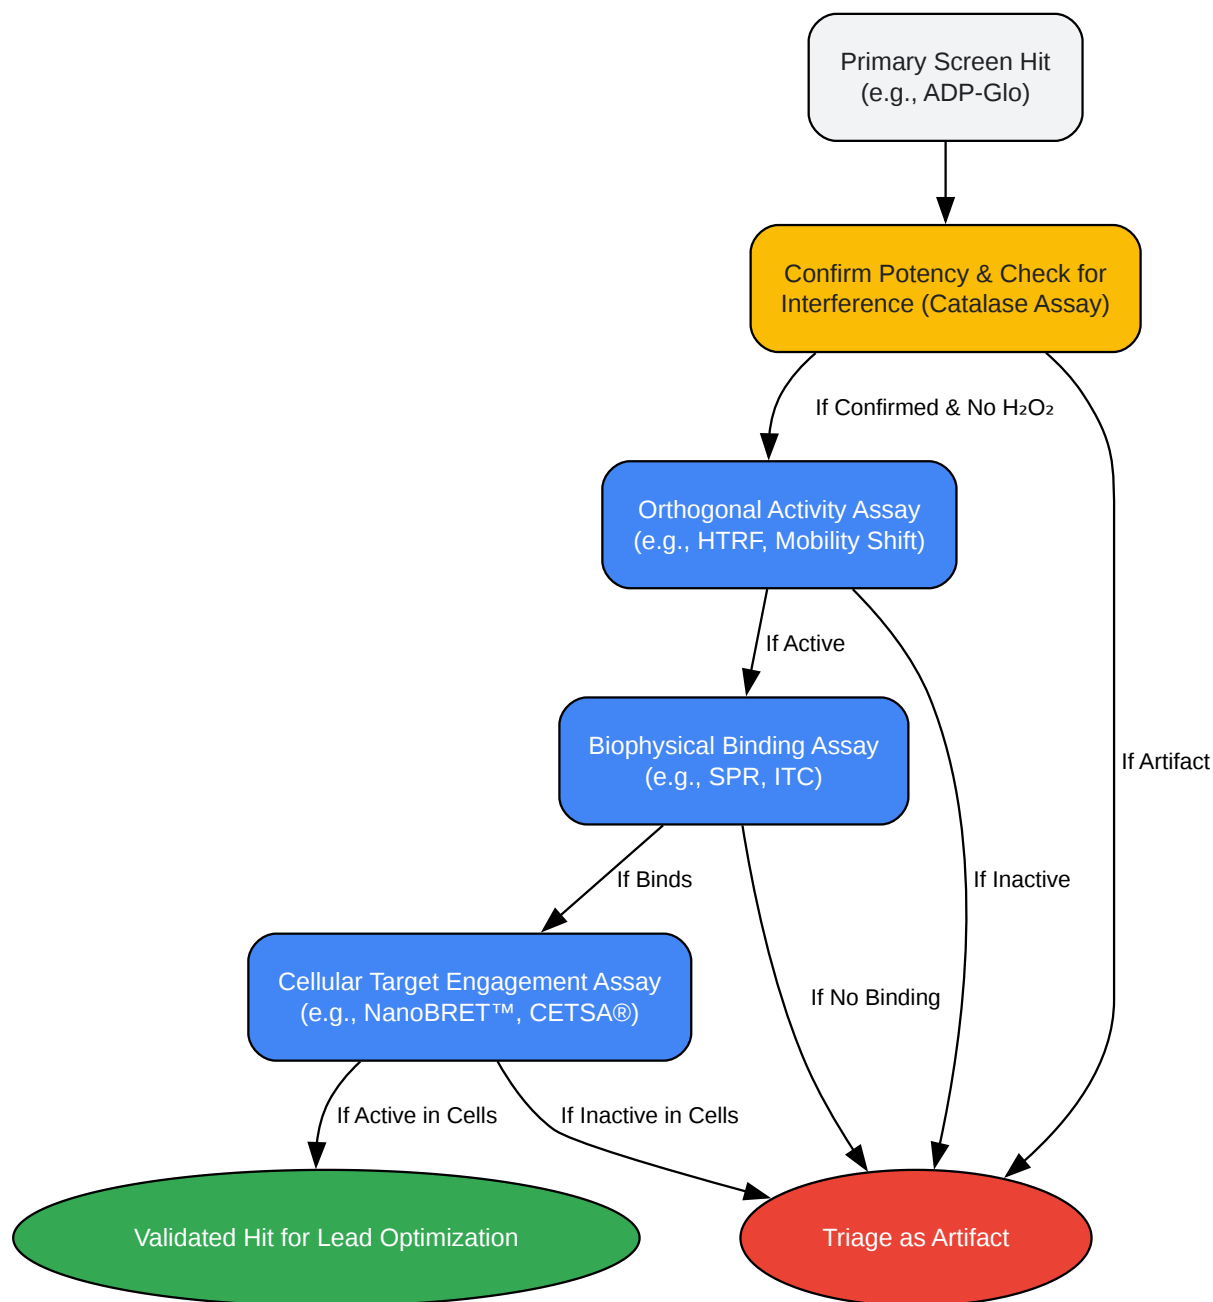 Primary Screen Hit
(e.g., ADP-Glo)
Confirm Potency & Check for
Interference (Catalase Assay)
If Confirmed & No H₂O₂
Orthogonal Activity Assay
(e.g., HTRF, Mobility Shift)
If Active
Biophysical Binding Assay
(e.g., SPR, ITC)
If Artifact
If Binds
If Inactive
Cellular Target Engagement Assay
(e.g., NanoBRET™, CETSA®)
If No Binding
If Active in Cells
If Inactive in Cells
Validated Hit for Lead Optimization
Triage as Artifact